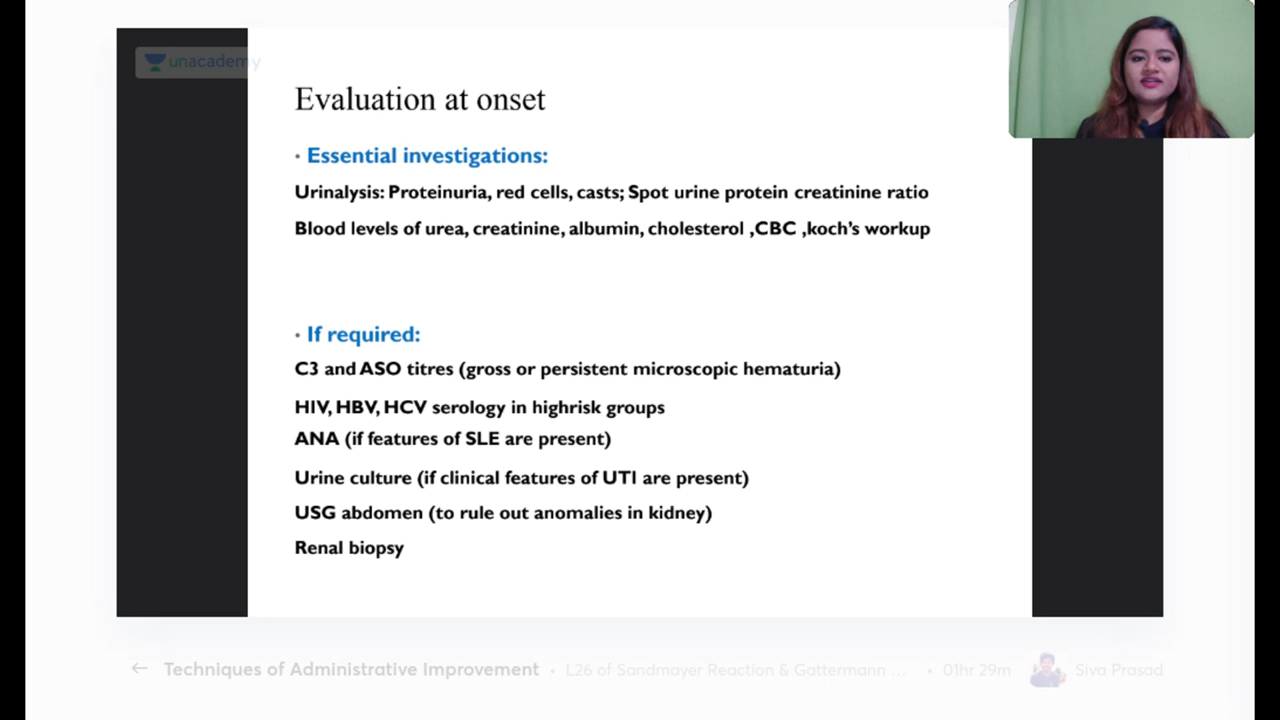 unacademy
Evaluation at onset
• Essential investigations:
Urinalysis: Proteinuria, red cells, casts; Spot urine protein creatinine ratio
Blood levels of urea, creatinine, albumin, cholesterol ,CBC ,koch’s workup
• If required:
C3 and ASO titres (gross or persistent microscopic hematuria)
HIV, HBV, HCV serology in highrisk groups
ANA (if features of SLE are present)
Urine culture (if clinical features of UTI are present)
USG abdomen (to rule out anomalies in kidney)
Renal biopsy
← Techniques of Administrative Improvement • L26 of Sandmayer Reaction & Gattermann ... • 01hr 29m Siva Prasad